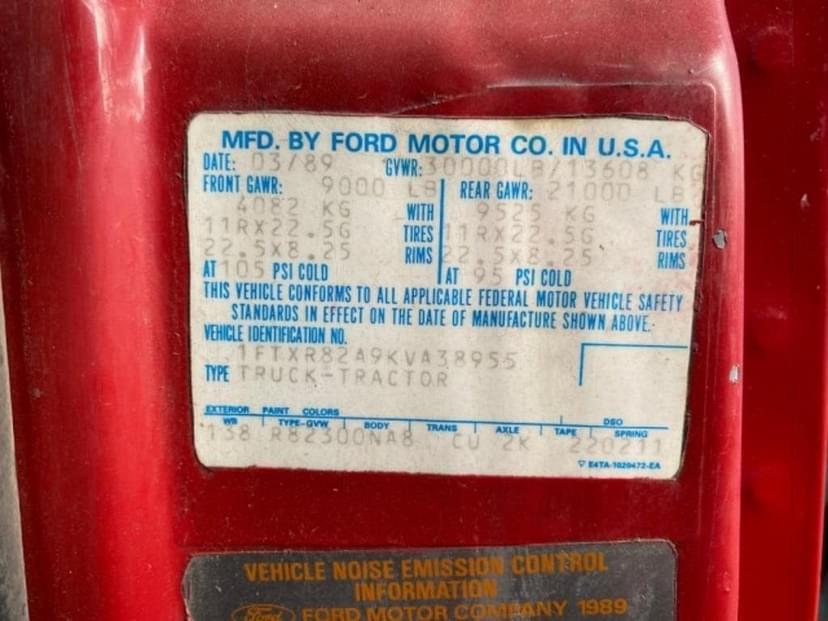 MFD. BY FORD MOTOR CO. IN U.S.A.
DATE: 03/89 GVWR: 30000LB/13608 KG
FRONT GAWR: 9000 LB REAR GAWR: 21000 LB
4082 KG WITH 9525 KG WITH
11RX22.5G TIRES 11RX22.5G TIRES
22.5X8.25 RIMS 22.5X8.25 RIMS
AT 105 PSI COLD AT 95 PSI COLD
THIS VEHICLE CONFORMS TO ALL APPLICABLE FEDERAL MOTOR VEHICLE SAFETY
STANDARDS IN EFFECT ON THE DATE OF MANUFACTURE SHOWN ABOVE.
VEHICLE IDENTIFICATION NO.
1FTXR82A9KVA38955
TYPE TRUCK-TRACTOR
EXTERIOR PAINT COLORS DSO
WB TYPE-GVW BODY TRANS AXLE TAPE SPRING
138 R82300NA8 CU 2K 220211
E4TA-1020472-EA
VEHICLE NOISE EMISSION CONTROL
INFORMATION
Ford FORD MOTOR COMPANY 1989